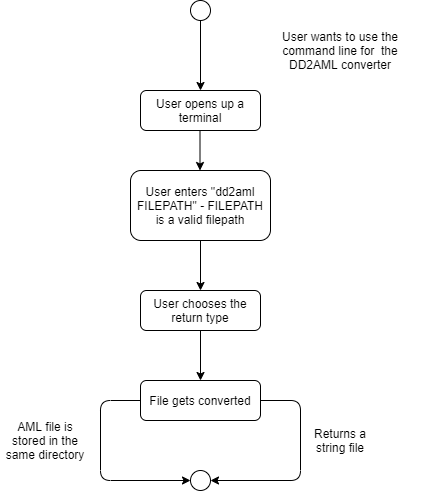 User wants to use the
command line for the
DD2AML converter
User opens up a
terminal
User enters "dd2aml
FILEPATH" - FILEPATH
is a valid filepath
User chooses the
return type
File gets converted
AML file is
stored in the
same directory
Returns a
string file